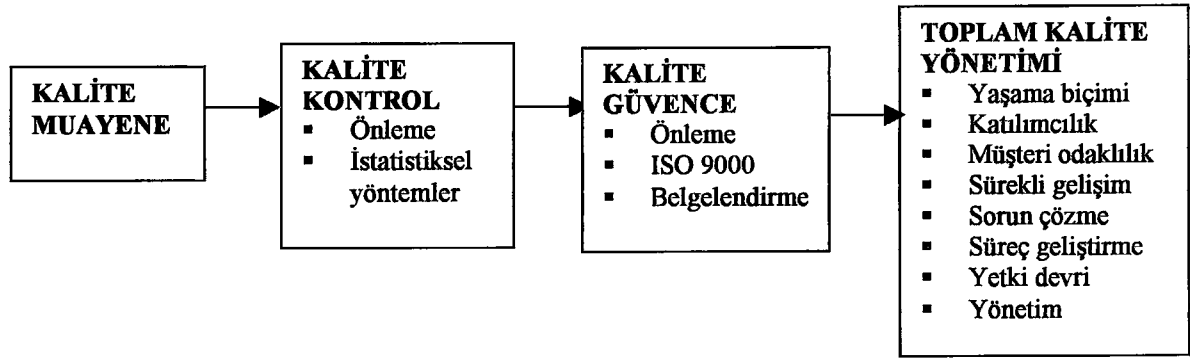 KALİTE
MUAYENE
KALİTE
KONTROL
▪ Önleme
▪ İstatistiksel
yöntemler
KALİTE
GÜVENCE
▪ Önleme
▪ ISO 9000
▪ Belgelendirme
TOPLAM KALİTE
YÖNETİMİ
▪ Yaşama biçimi
▪ Katılımcılık
▪ Müşteri odaklılık
▪ Sürekli gelişim
▪ Sorun çözme
▪ Süreç geliştirme
▪ Yetki devri
▪ Yönetim